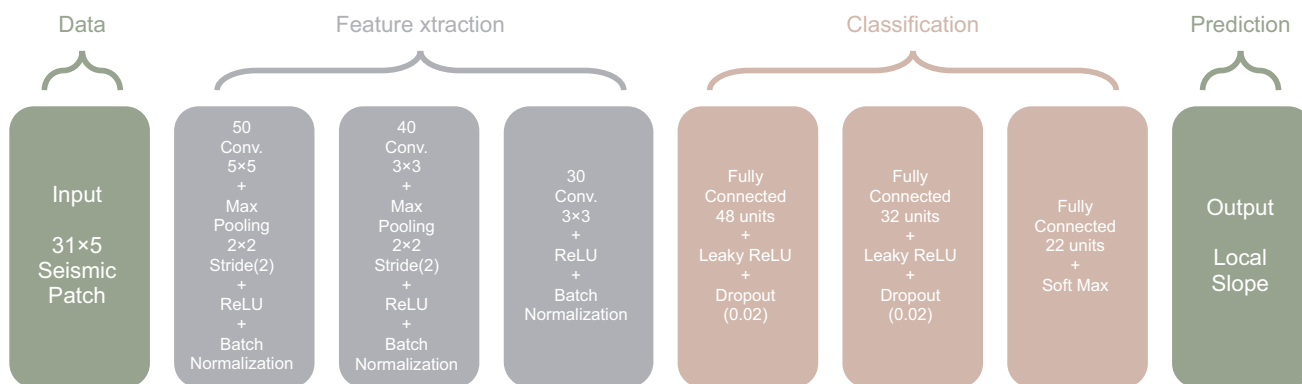 Data
Feature xtraction
Classification
Prediction
Input
31×5
Seismic
Patch
50
Conv.
5×5
+
Max
Pooling
2×2
Stride(2)
+
ReLU
+
Batch
Normalization
40
Conv.
3×3
+
Max
Pooling
2×2
Stride(2)
+
ReLU
+
Batch
Normalization
30
Conv.
3×3
+
ReLU
+
Batch
Normalization
Fully
Connected
48 units
+
Leaky ReLU
+
Dropout
(0.02)
Fully
Connected
32 units
+
Leaky ReLU
+
Dropout
(0.02)
Fully
Connected
22 units
+
Soft Max
Output
Local
Slope